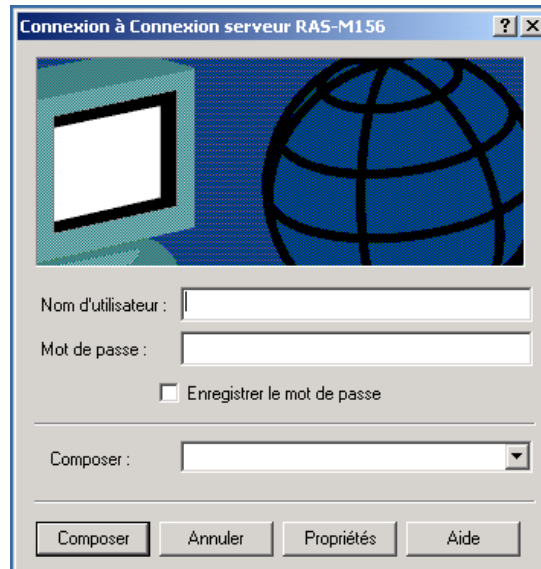 Connexion à Connexion serveur RAS-M156
Nom d'utilisateur :
Mot de passe :
Enregistrer le mot de passe
Composer :
Composer Annuler Propriétés Aide